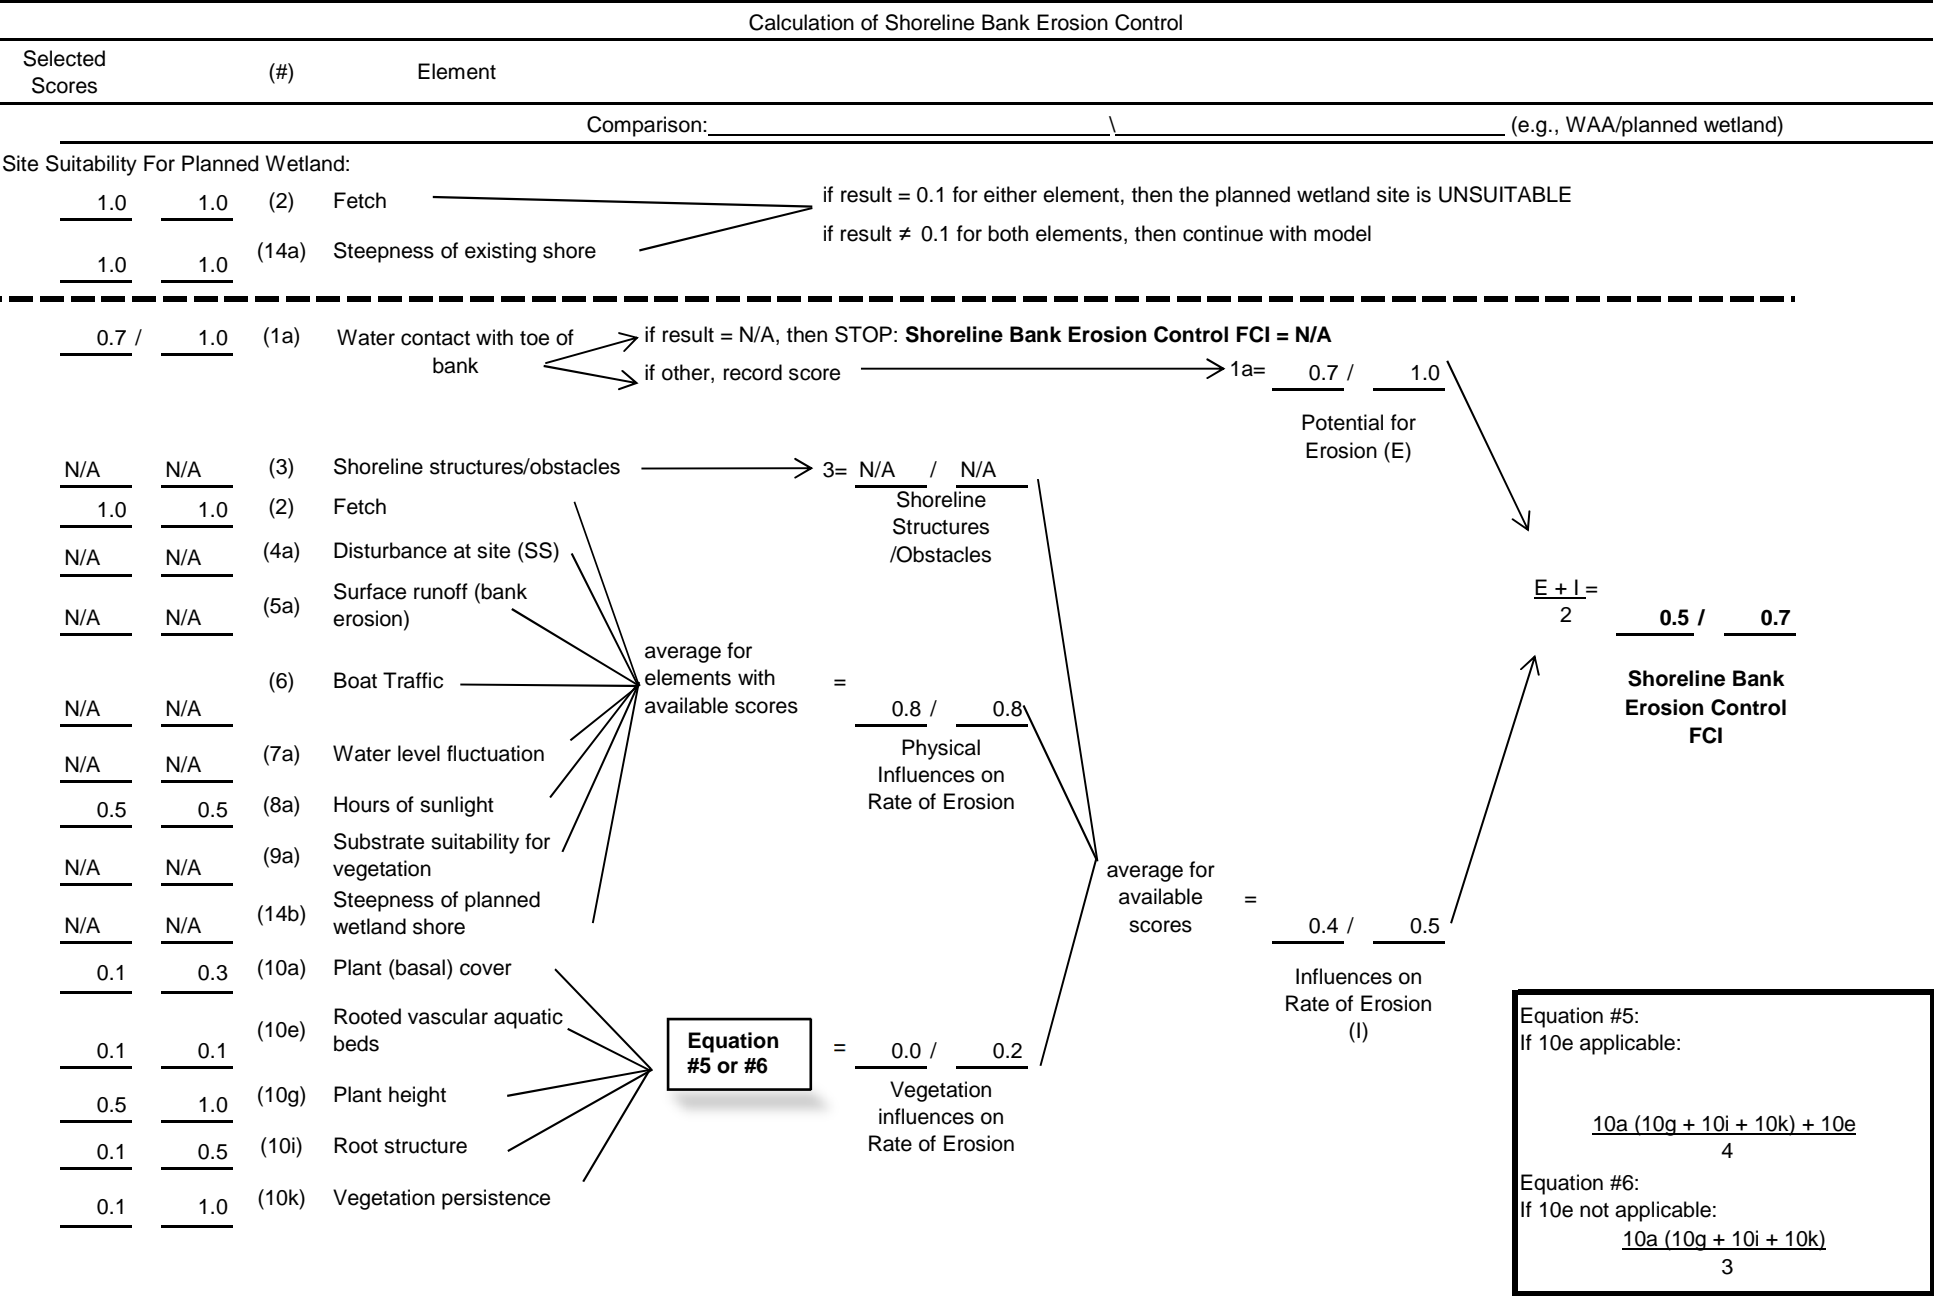 Calculation of Shoreline Bank Erosion Control
Selected
Scores
(#)
Element
Comparison: \ (e.g., WAA/planned wetland)
Site Suitability For Planned Wetland:
1.0 1.0 (2) Fetch
if result = 0.1 for either element, then the planned wetland site is UNSUITABLE
if result ≠ 0.1 for both elements, then continue with model
1.0 1.0 (14a) Steepness of existing shore
0.7 / 1.0 (1a) Water contact with toe of
bank
if result = N/A, then STOP: Shoreline Bank Erosion Control FCI = N/A
if other, record score
1a= 0.7 / 1.0
Potential for
Erosion (E)
N/A N/A (3) Shoreline structures/obstacles
3= N/A / N/A
Shoreline
Structures
/Obstacles
1.0 1.0 (2) Fetch
N/A N/A (4a) Disturbance at site (SS)
N/A N/A (5a) Surface runoff (bank
erosion)
N/A N/A (6) Boat Traffic
average for
elements with
available scores
= 0.8 / 0.8
Physical
Influences on
Rate of Erosion
N/A N/A (7a) Water level fluctuation
0.5 0.5 (8a) Hours of sunlight
N/A N/A (9a) Substrate suitability for
vegetation
N/A N/A (14b) Steepness of planned
wetland shore
average for
available
scores
= 0.4 / 0.5
Influences on
Rate of Erosion
(I)
E + I =
2
0.5 / 0.7
Shoreline Bank
Erosion Control
FCI
0.1 0.3 (10a) Plant (basal) cover
0.1 0.1 (10e) Rooted vascular aquatic
beds
0.5 1.0 (10g) Plant height
0.1 0.5 (10i) Root structure
0.1 1.0 (10k) Vegetation persistence
Equation
#5 or #6
= 0.0 / 0.2
Vegetation
influences on
Rate of Erosion
Equation #5:
If 10e applicable:
10a (10g + 10i + 10k) + 10e
4
Equation #6:
If 10e not applicable:
10a (10g + 10i + 10k)
3